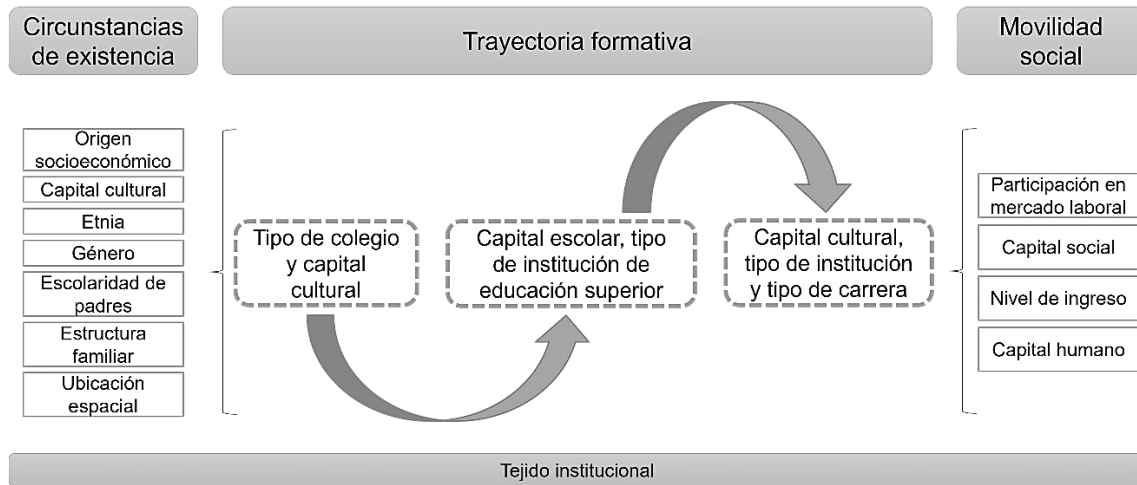 Circunstancias
de existencia
Trayectoria formativa
Movilidad
social
Origen
socioeconómico
Capital cultural
Etnia
Género
Escolaridad de
padres
Estructura
familiar
Ubicación
espacial
Tipo de colegio
y capital
cultural
Capital escolar, tipo
de institución de
educación superior
Capital cultural,
tipo de institución
y tipo de carrera
Participación en
mercado laboral
Capital social
Nivel de ingreso
Capital humano
Tejido institucional